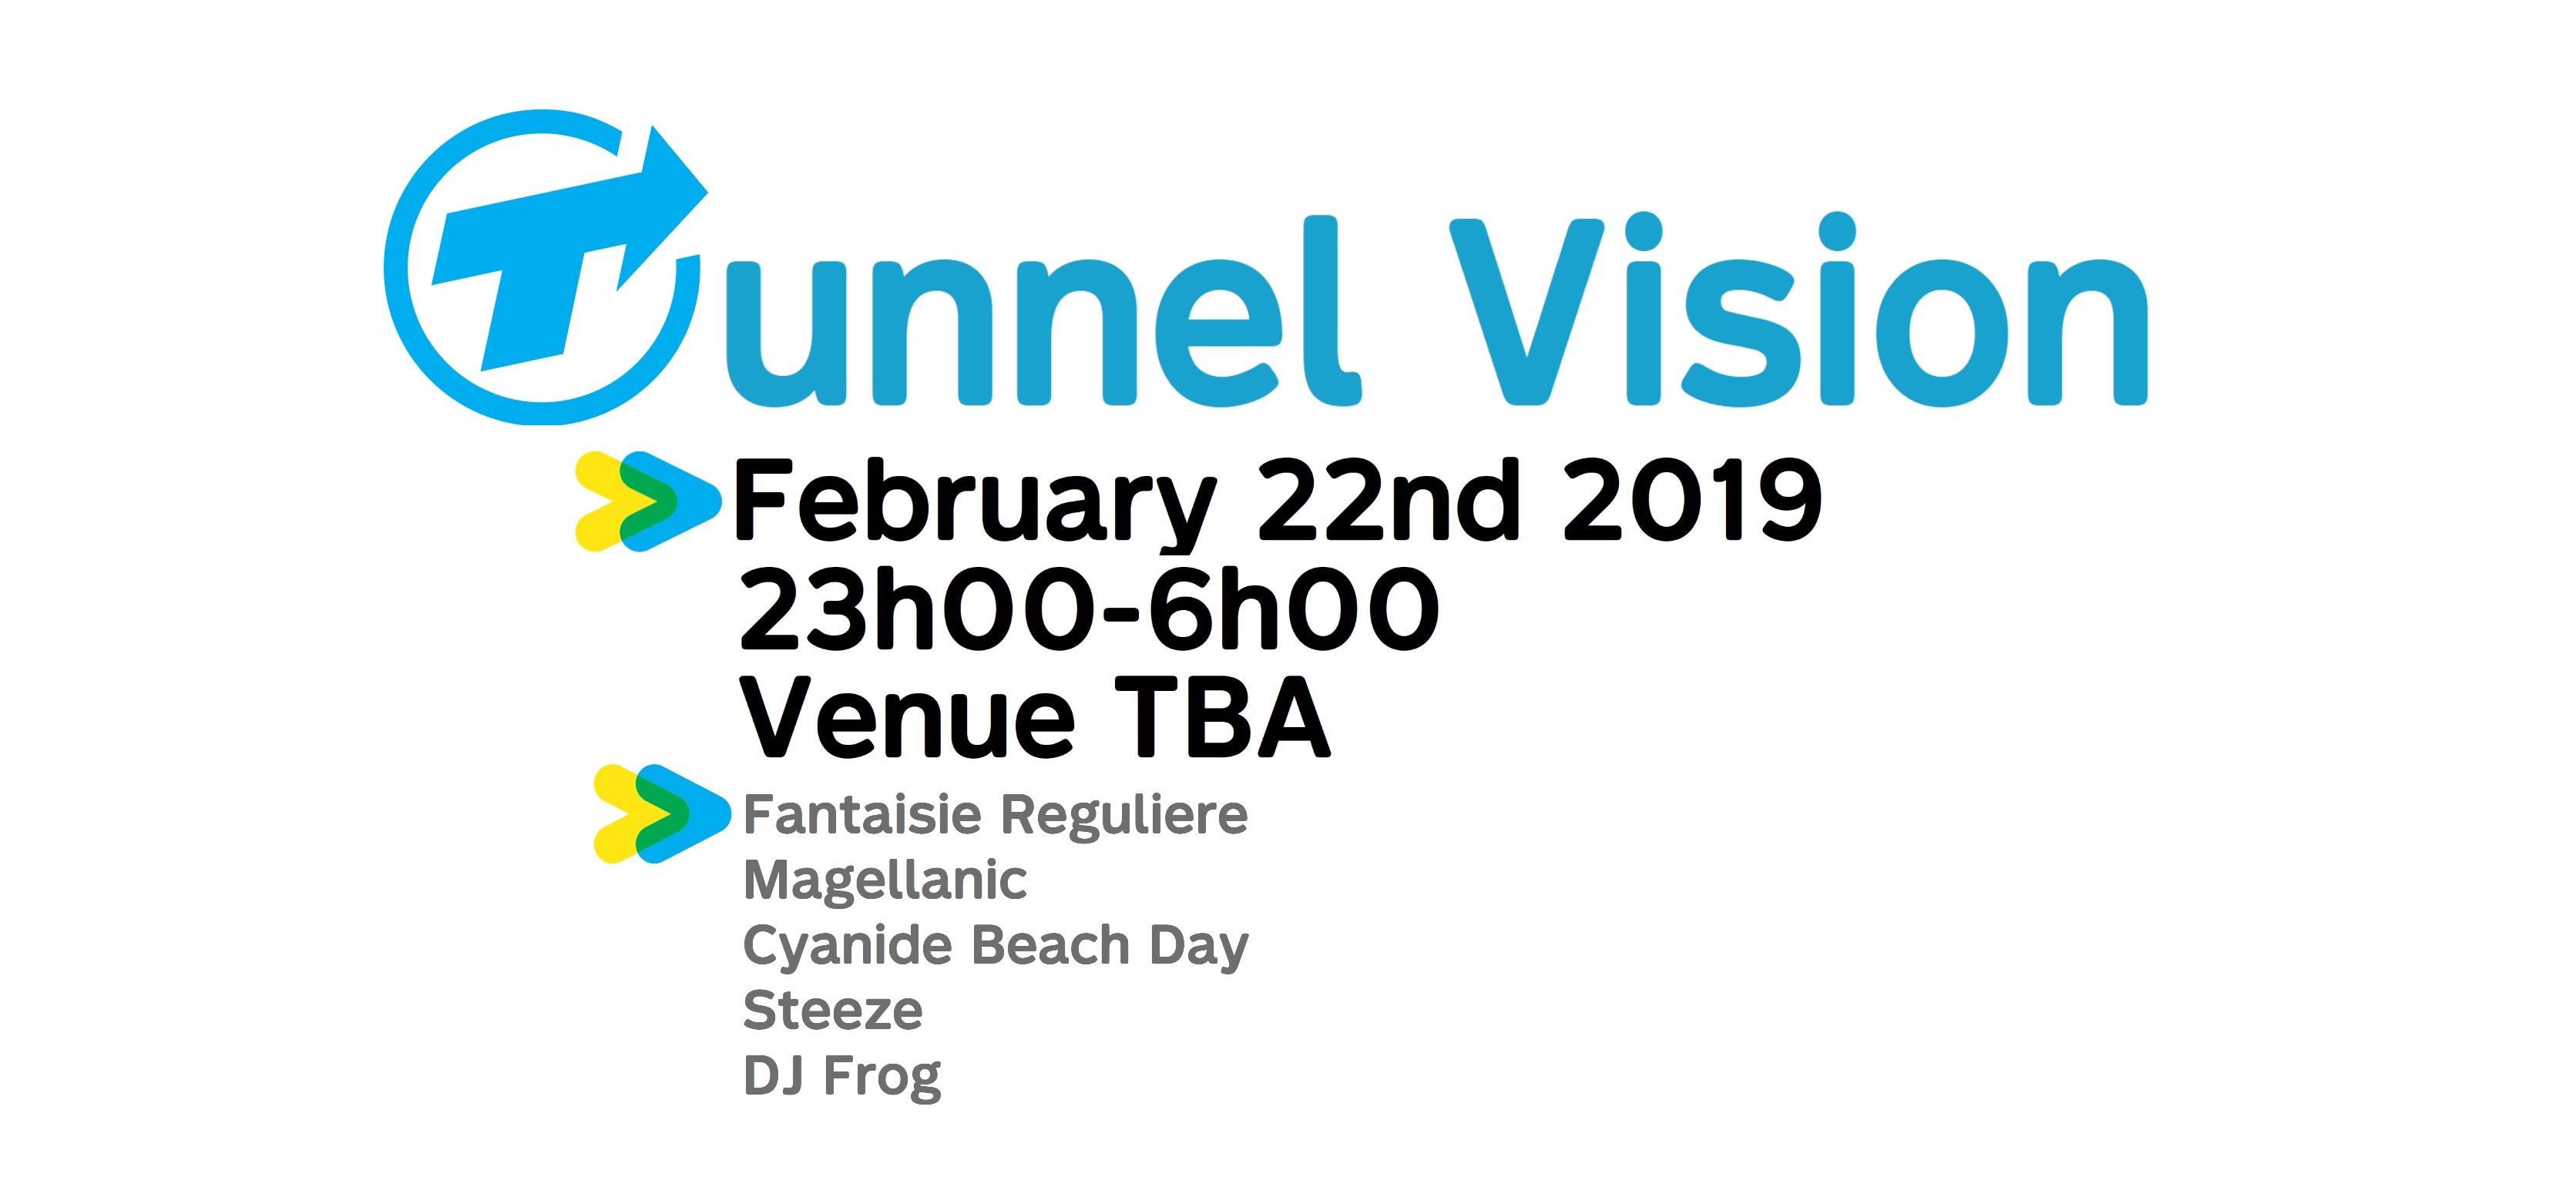 Tunnel Vision
February 22nd 2019
23h00-6h00
Venue TBA
Fantaisie Reguliere
Magellanic
Cyanide Beach Day
Steeze
DJ Frog